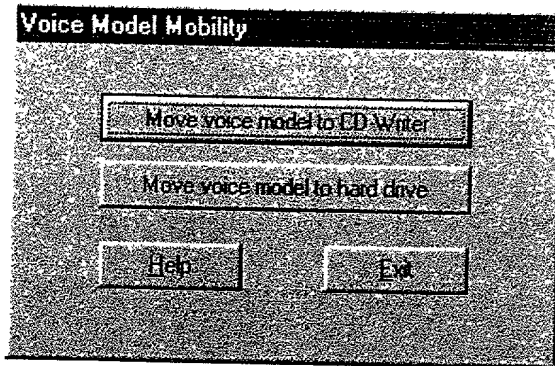 Voice Model Mobility
Move voice model to CD Writer
Move voice model to hard drive
Help Exit